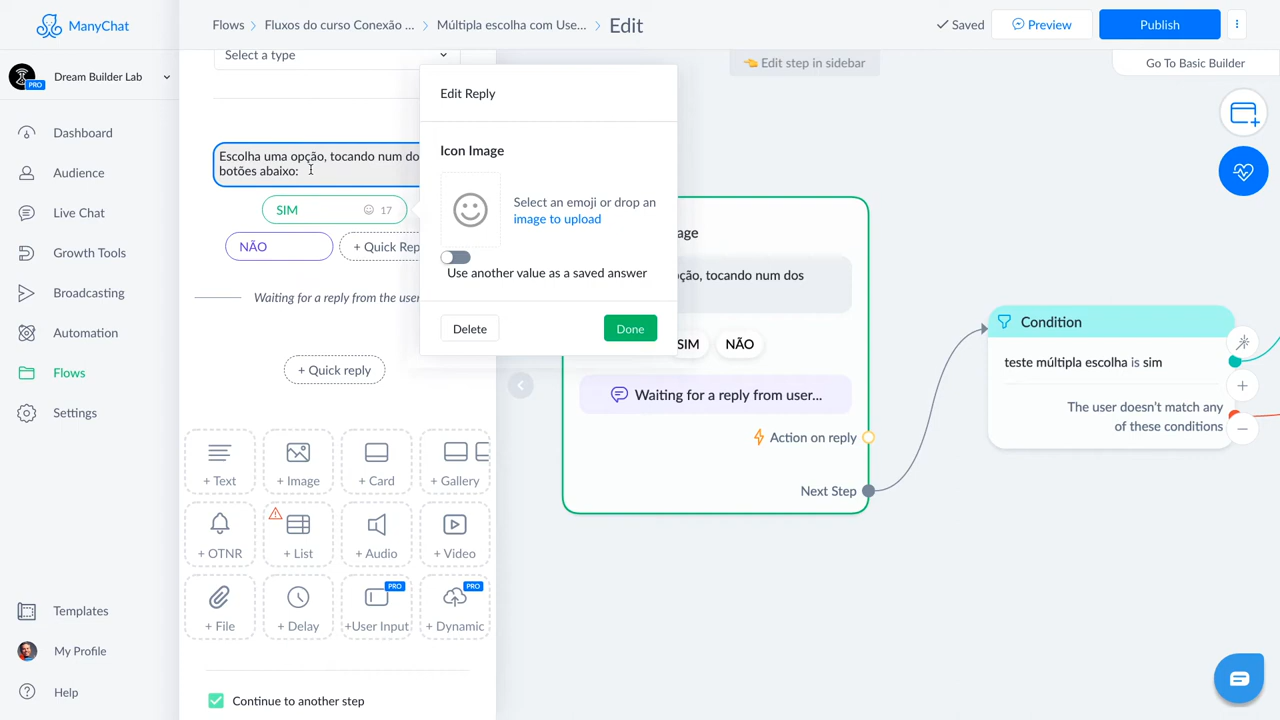 ManyChat
Flows
Fluxos do curso Conexão ...
Múltipla escolha com Use...
Edit
Saved
Preview
Publish
Dream Builder Lab
PRO
Dashboard
Audience
Live Chat
Growth Tools
Broadcasting
Automation
Flows
Settings
Templates
My Profile
Help
Select a type
Escolha uma opção, tocando num do
botões abaixo:
SIM
17
NÃO
+ Quick Rep
Waiting for a reply from the user
+ Quick reply
+ Text
+ Image
+ Card
+ Gallery
+ OTNR
+ List
+ Audio
+ Video
+ File
+ Delay
PRO
+User Input
PRO
+ Dynamic
Continue to another step
Edit Reply
Icon Image
Select an emoji or drop an
image to upload
Use another value as a saved answer
Delete
Done
Edit step in sidebar
Go To Basic Builder
age
pção, tocando num dos
SIM
NÃO
Waiting for a reply from user...
Action on reply
Next Step
Condition
teste múltipla escolha is sim
The user doesn't match any
of these conditions